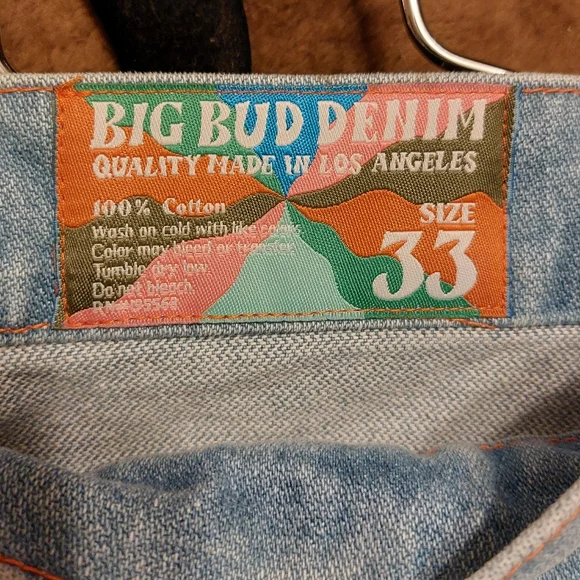 BIG BUD DENIM
QUALITY MADE IN LOS ANGELES
100% Cotton
Wash on cold with like colors
Color may bleed or transfer
Tumble dry low
Do not bleach
SIZE
33